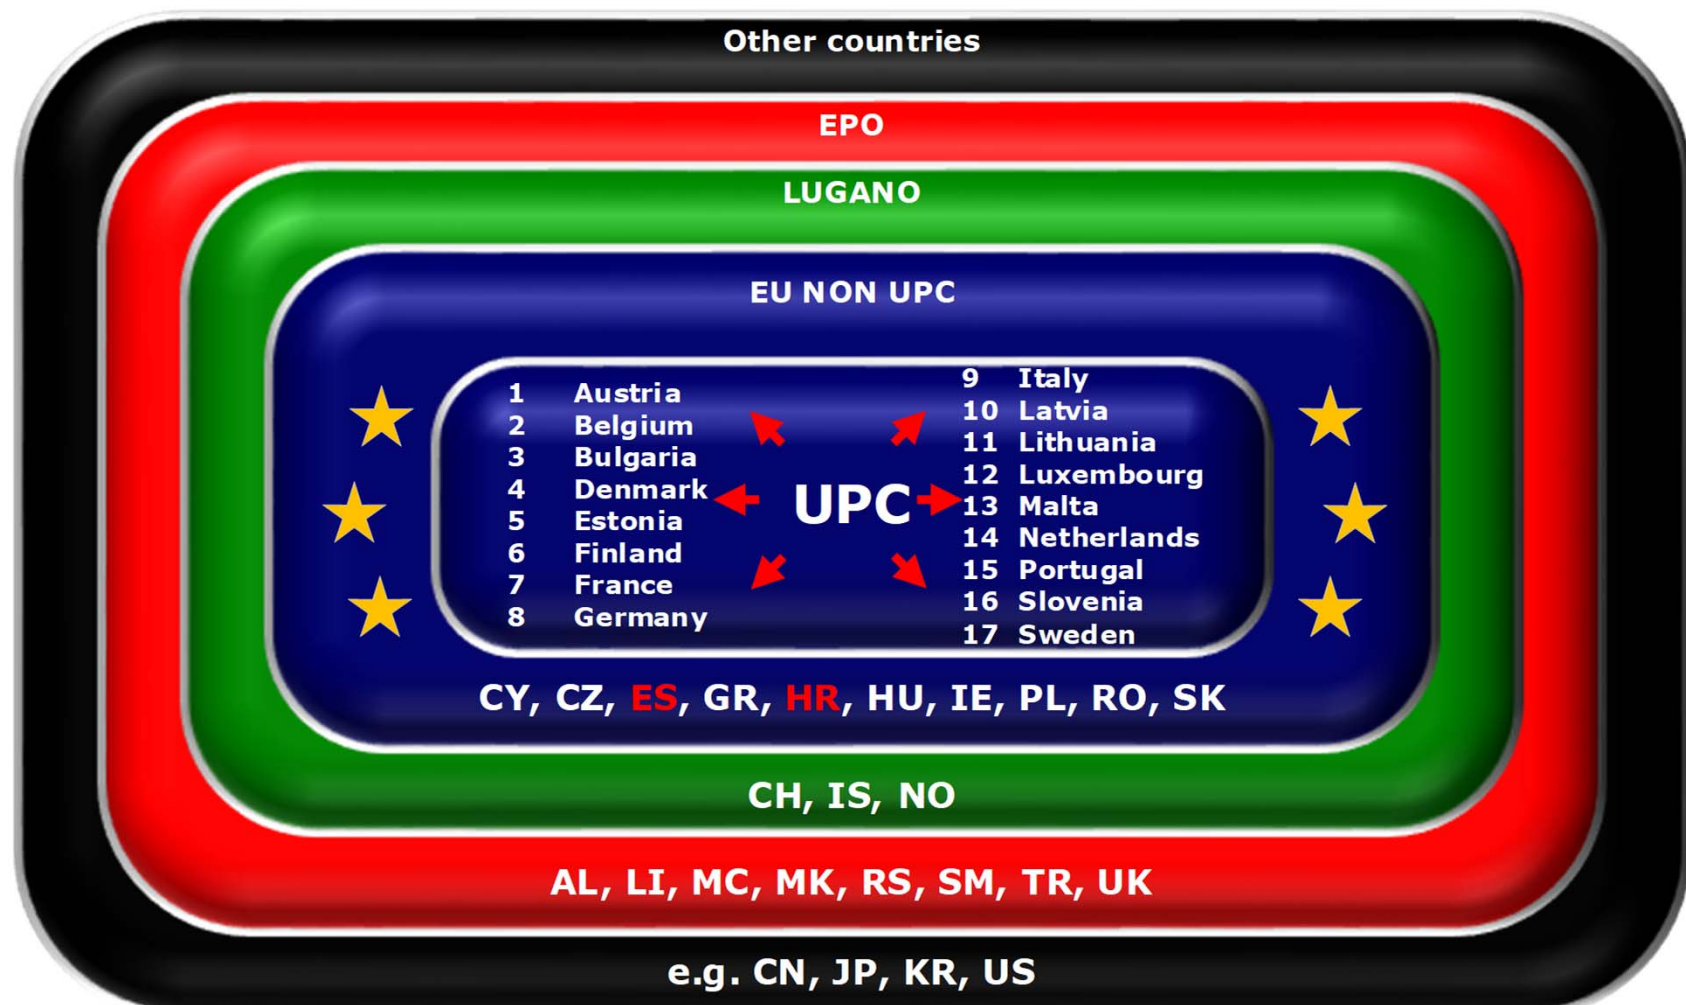 Other countries
EPO
LUGANO
EU NON UPC
1 Austria
2 Belgium
3 Bulgaria
4 Denmark
5 Estonia
6 Finland
7 France
8 Germany
UPC
9 Italy
10 Latvia
11 Lithuania
12 Luxembourg
13 Malta
14 Netherlands
15 Portugal
16 Slovenia
17 Sweden
CY, CZ, ES, GR, HR, HU, IE, PL, RO, SK
CH, IS, NO
AL, LI, MC, MK, RS, SM, TR, UK
e.g. CN, JP, KR, US